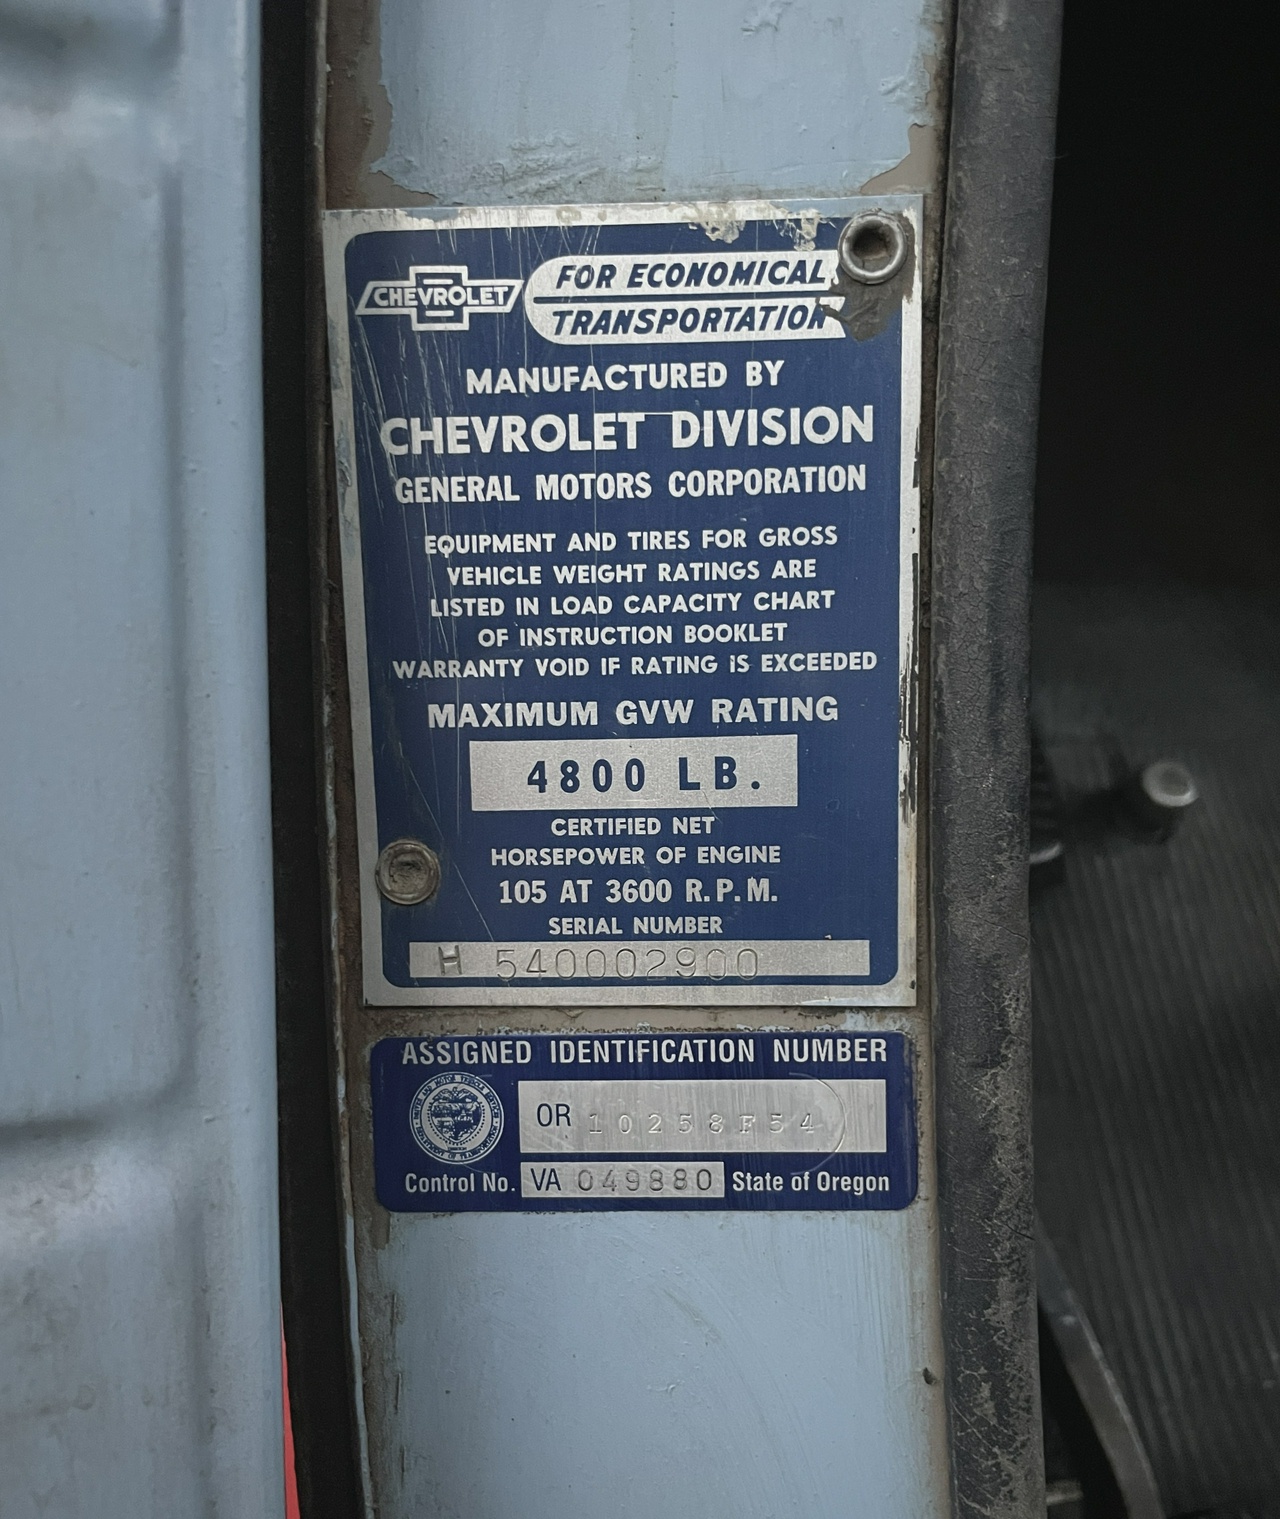 CHEVROLET
FOR ECONOMICAL
TRANSPORTATION
MANUFACTURED BY
CHEVROLET DIVISION
GENERAL MOTORS CORPORATION
EQUIPMENT AND TIRES FOR GROSS
VEHICLE WEIGHT RATINGS ARE
LISTED IN LOAD CAPACITY CHART
OF INSTRUCTION BOOKLET
WARRANTY VOID IF RATING IS EXCEEDED
MAXIMUM GVW RATING
4800 LB.
CERTIFIED NET
HORSEPOWER OF ENGINE
105 AT 3600 R.P.M.
SERIAL NUMBER
H 540002900
ASSIGNED IDENTIFICATION NUMBER
OR 10258F54
Control No. VA 049880 State of Oregon